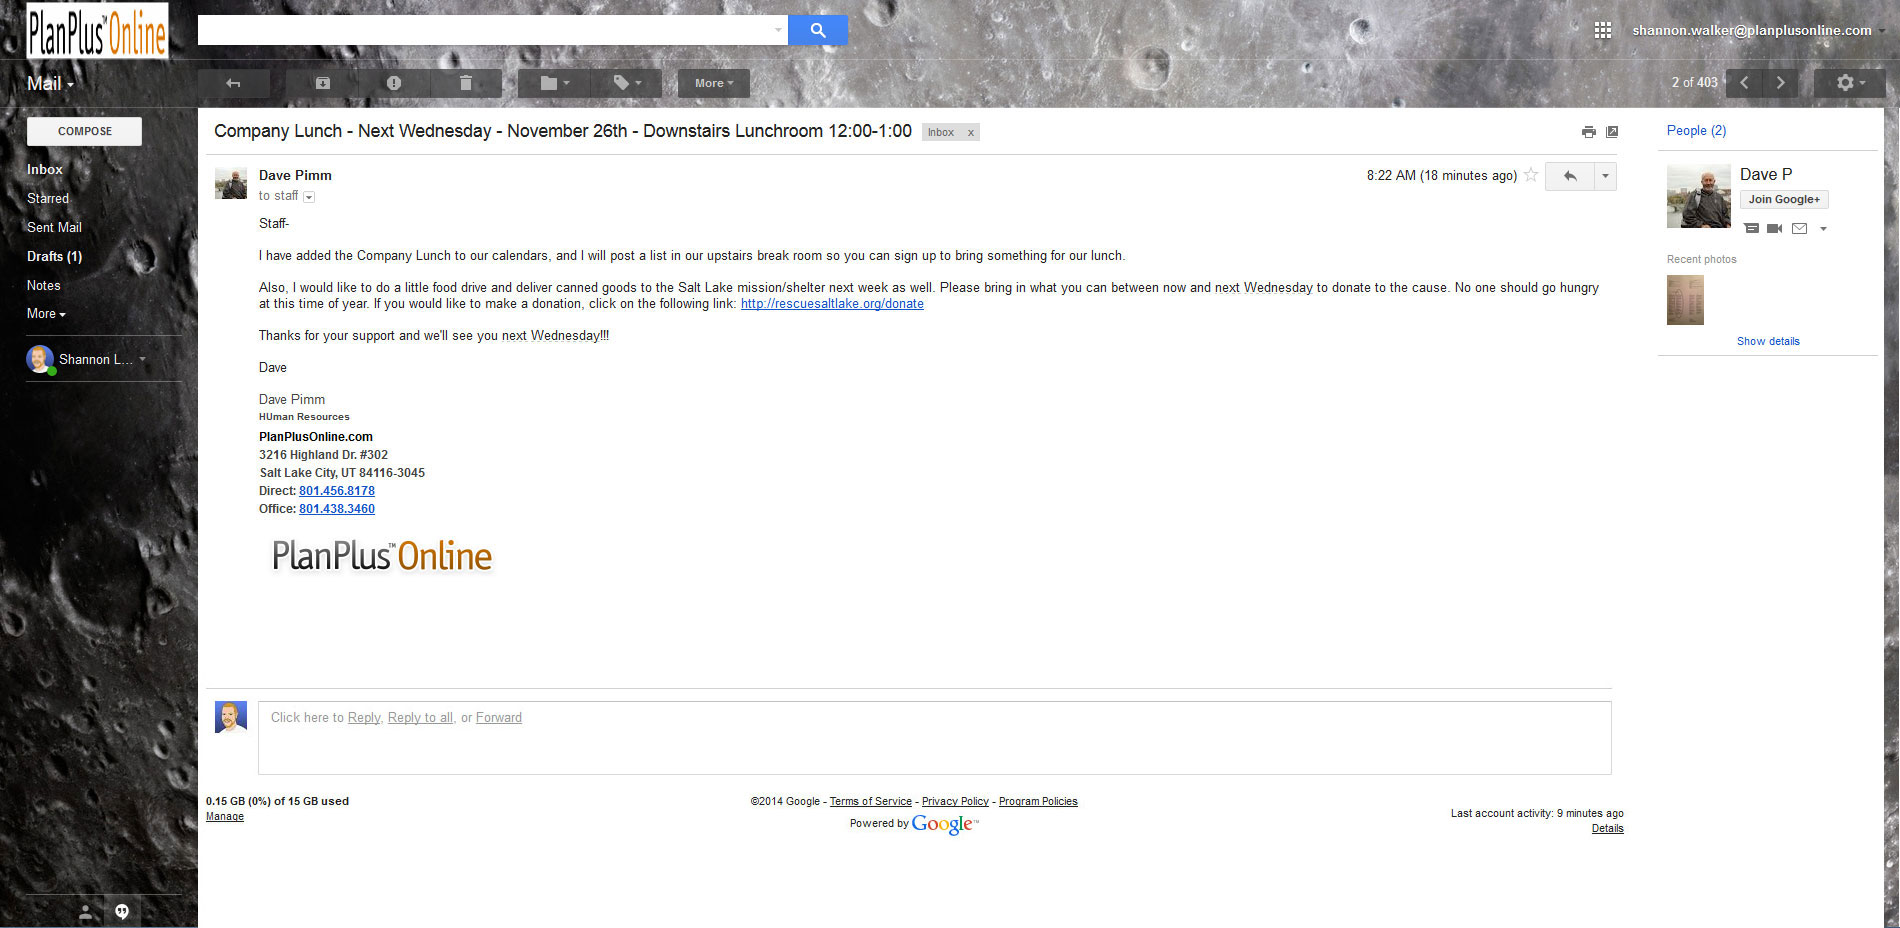 PlanPlus™ Online
shannon.walker@planplusonline.com
Mail
More
2 of 403
COMPOSE
Inbox
Starred
Sent Mail
Drafts (1)
Notes
More
Shannon L...
Company Lunch - Next Wednesday - November 26th - Downstairs Lunchroom 12:00-1:00
Inbox x
Dave Pimm
8:22 AM (18 minutes ago)
to staff
Staff-
I have added the Company Lunch to our calendars, and I will post a list in our upstairs break room so you can sign up to bring something for our lunch.
Also, I would like to do a little food drive and deliver canned goods to the Salt Lake mission/shelter next week as well. Please bring in what you can between now and next Wednesday to donate to the cause. No one should go hungry
at this time of year. If you would like to make a donation, click on the following link: http://rescuesaltlake.org/donate
Thanks for your support and we'll see you next Wednesday!!!
Dave
Dave Pimm
HUman Resources
PlanPlusOnline.com
3216 Highland Dr. #302
Salt Lake City, UT 84116-3045
Direct: 801.456.8178
Office: 801.438.3460
PlanPlus™ Online
Click here to Reply, Reply to all, or Forward
0.15 GB (0%) of 15 GB used
Manage
©2014 Google - Terms of Service - Privacy Policy - Program Policies
Powered by Google™
Last account activity: 9 minutes ago
Details
People (2)
Dave P
Join Google+
Recent photos
Show details